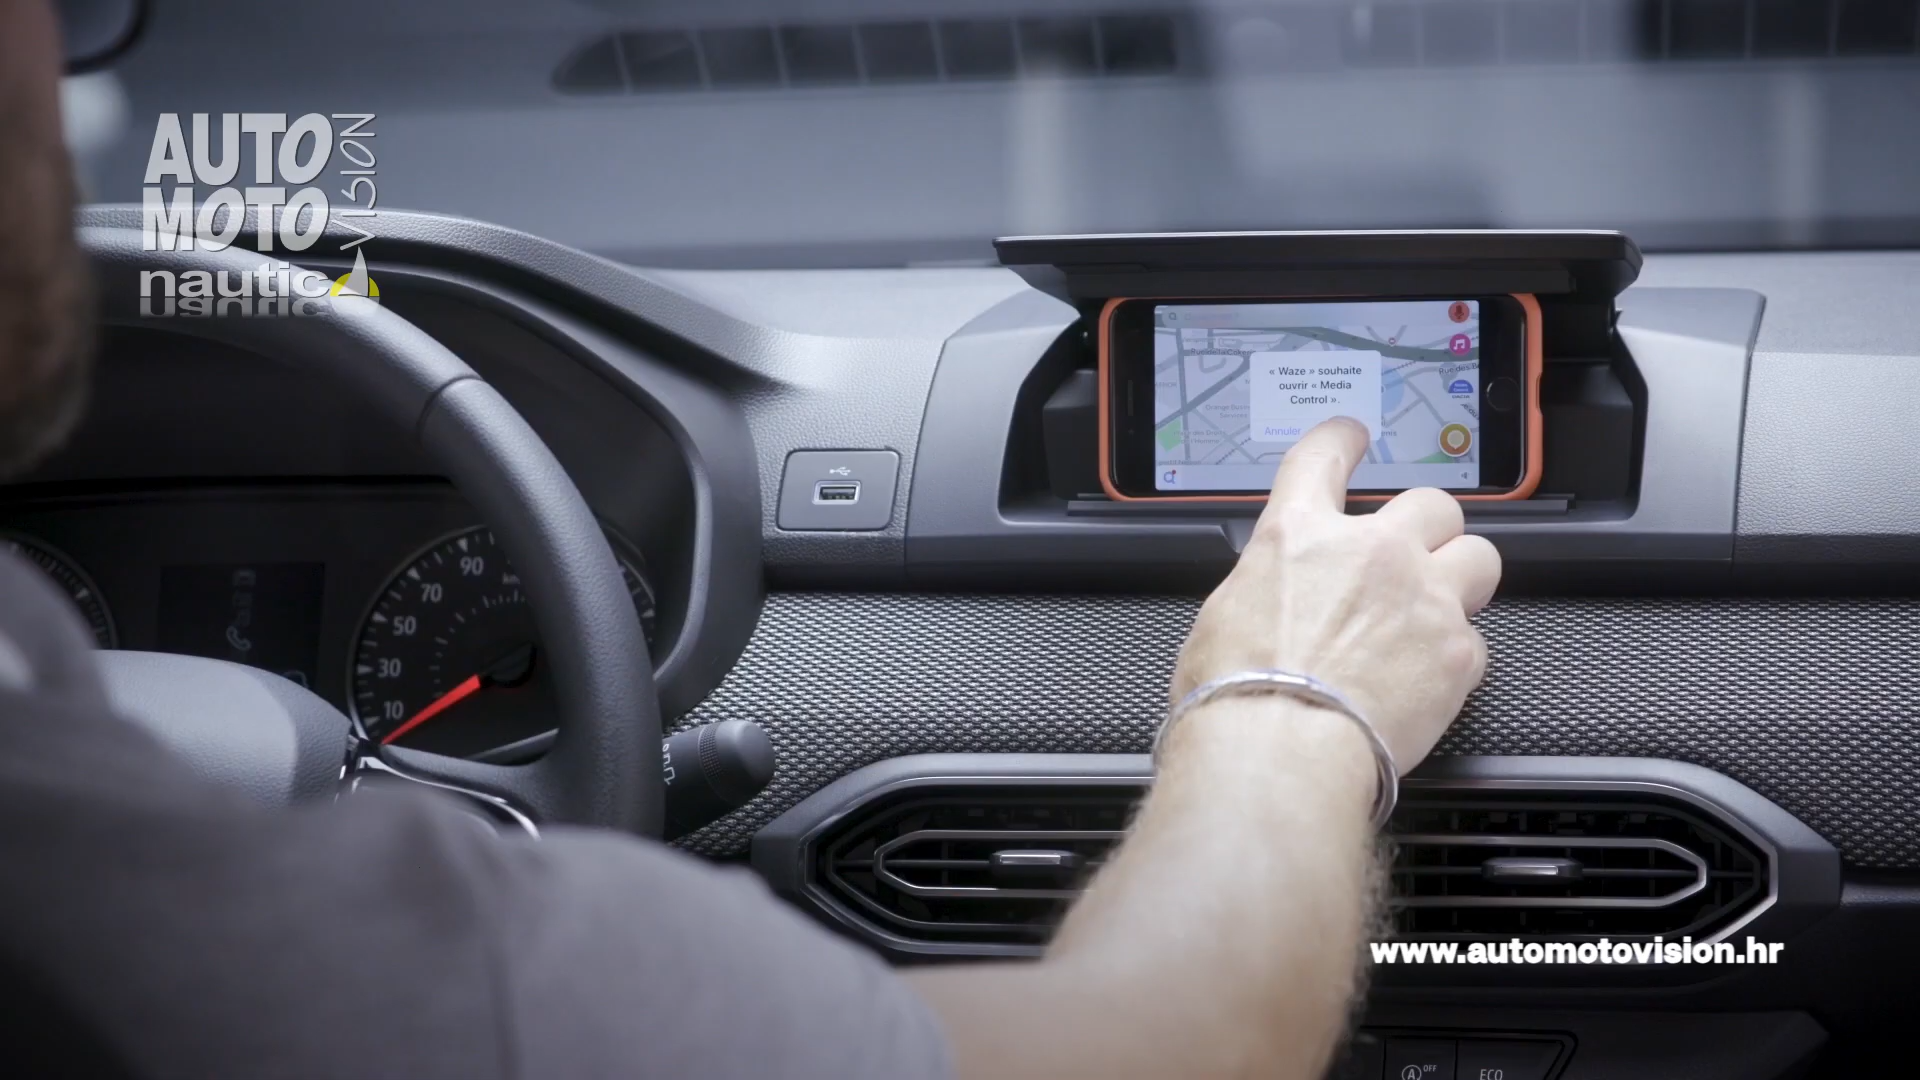 AUTO
MOTO
VISION
nautic
« Waze » souhaite
ouvrir « Media
Control ».
Annuler
90
70
50
30
10
www.automotovision.hr
A OFF
ECO